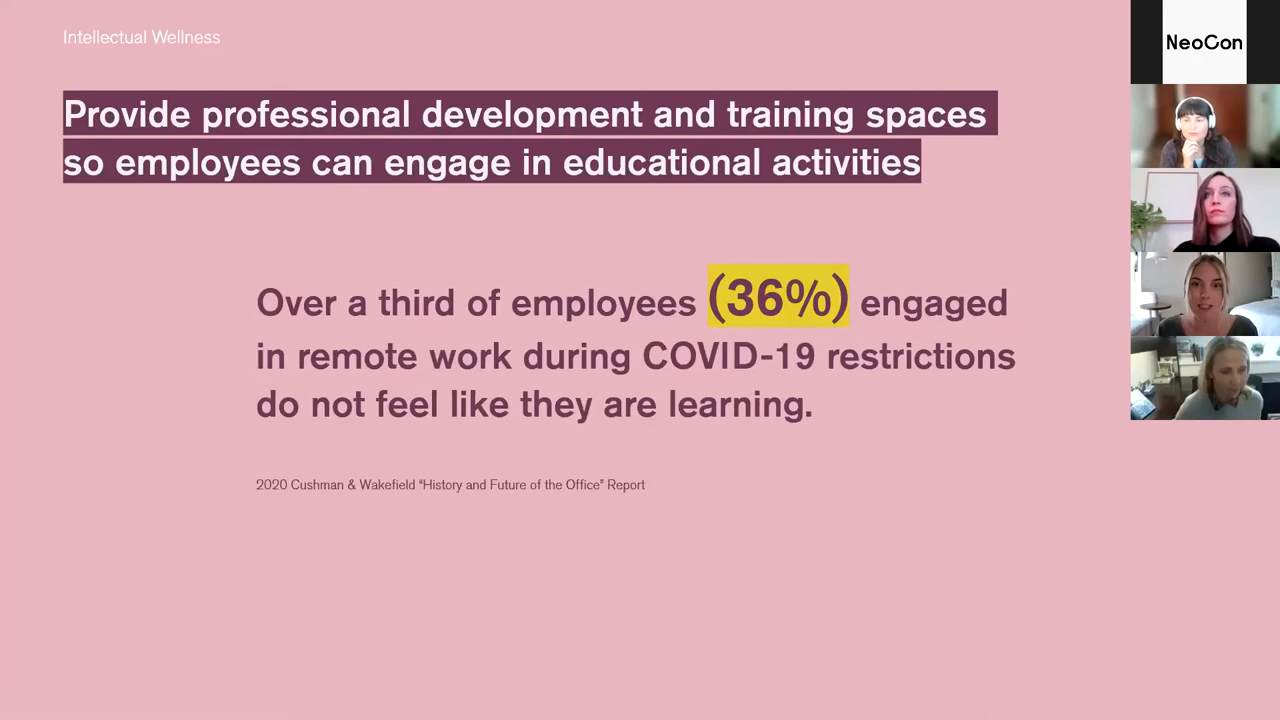 Intellectual Wellness
NeoCon
Provide professional development and training spaces
so employees can engage in educational activities
Over a third of employees (36%) engaged
in remote work during COVID-19 restrictions
do not feel like they are learning.
2020 Cushman & Wakefield “History and Future of the Office” Report